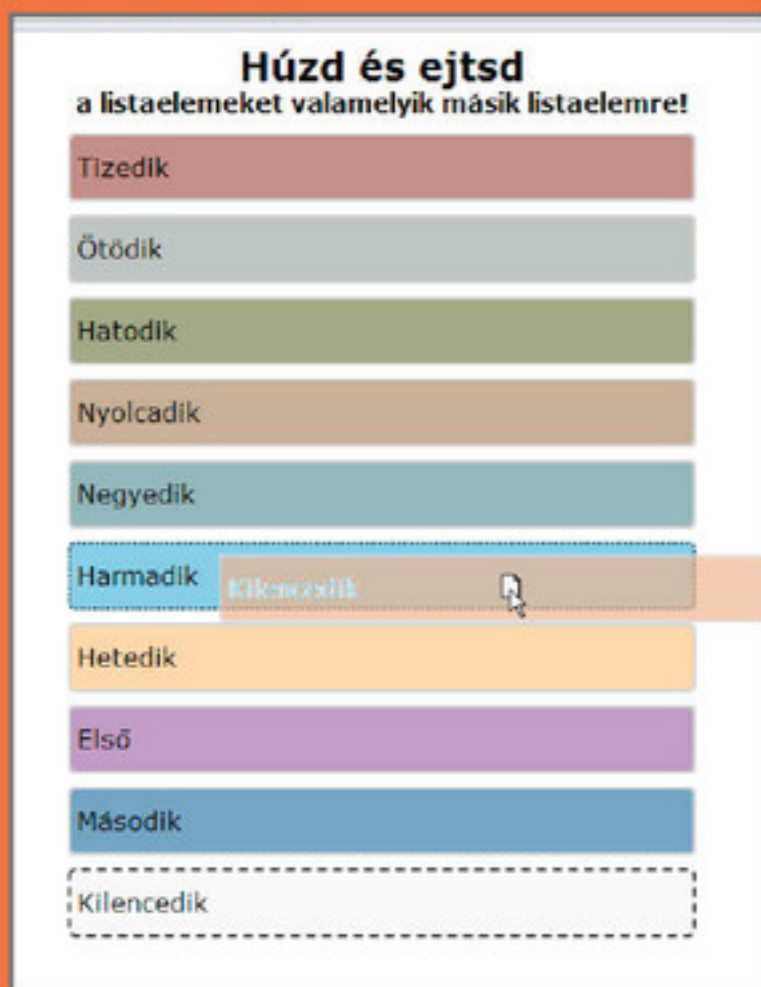 Húzd és ejtsd
a listaelemeket valamelyik másik listaelemre!
Tizedik
Ötödik
Hatodik
Nyolcadik
Negyedik
Harmadik
Kilencedik
Hetedik
Első
Második
Kilencedik